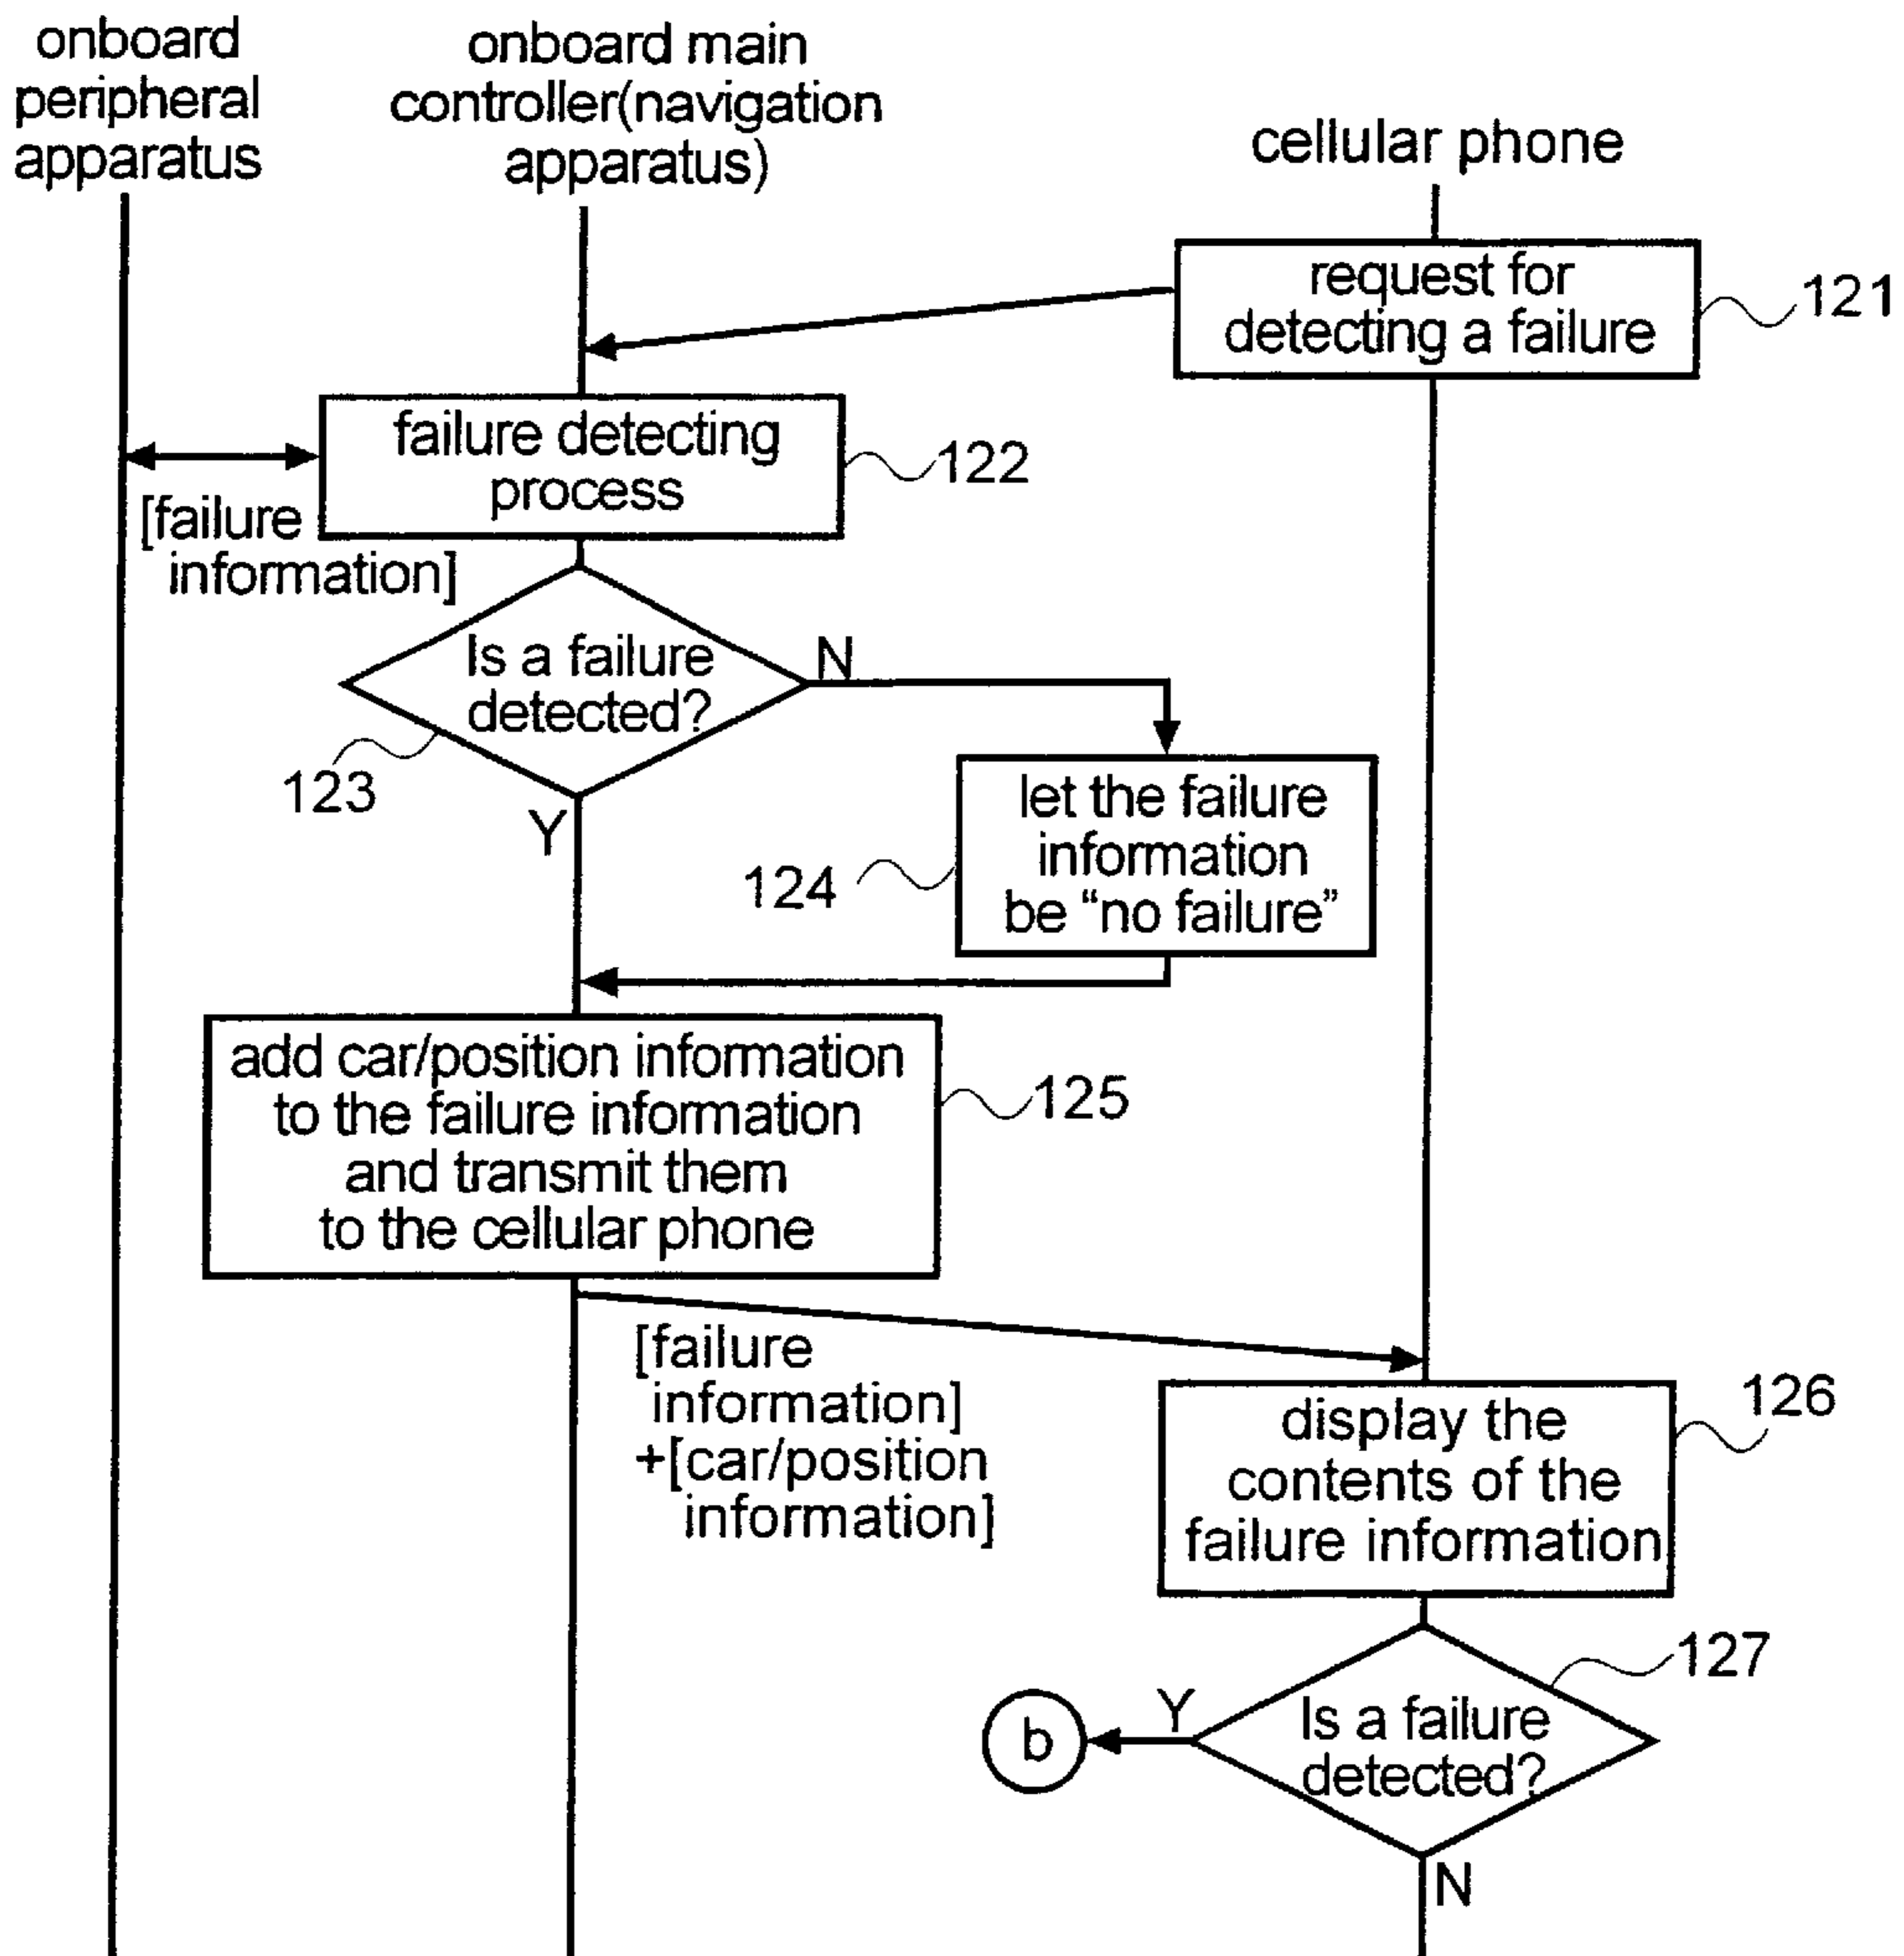 onboard
peripheral
apparatus
onboard main
controller(navigation
apparatus)
cellular phone
request for
detecting a failure
121
failure detecting
process
122
[failure
information]
Is a failure
detected?
N
123
Y
let the failure
information
be “no failure”
124
add car/position information
to the failure information
and transmit them
to the cellular phone
125
[failure
information]
+[car/position
information]
display the
contents of the
failure information
126
127
Is a failure
detected?
Y
b
N